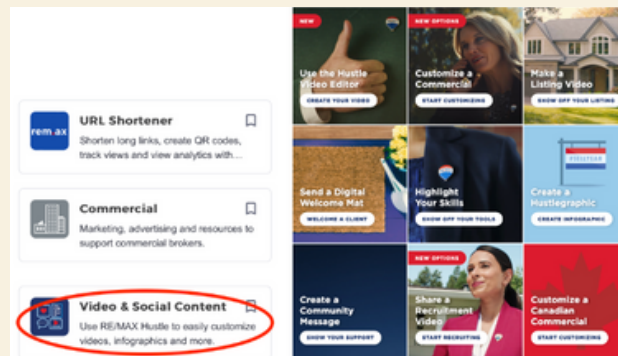 rem ax
URL Shortener
Shorten long links, create QR codes,
track views and view analytics with...
Commercial
Marketing, advertising and resources to
support commercial brokers.
Video & Social Content
Use RE/MAX Hustle to easily customize
videos, infographics and more.
NEW
Use the Hustle
Video Editor
CREATE YOUR VIDEO
NEW OPTIONS
Customize a
Commercial
START CUSTOMIZING
Make a
Listing Video
SHOW OFF YOUR LISTING
Send a Digital
Welcome Mat
WELCOME A CLIENT
Highlight
Your Skills
SHOW OFF YOUR TOOLS
Create a
Hustlegraphic
CREATE INFOGRAPHIC
Create a
Community
Message
SHOW YOUR SUPPORT
NEW OPTIONS
Share a
Recruitment
Video
START RECRUITING
Customize a
Canadian
Commercial
START CUSTOMIZING